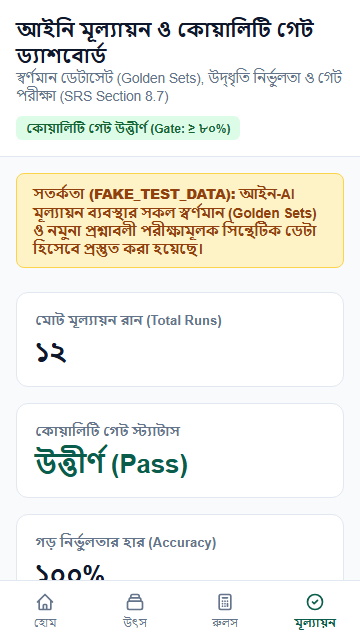 আইনি মূল্যায়ন ও কোয়ালিটি গেট
ড্যাশবোর্ড
স্বর্ণমান ডেটাসেট (Golden Sets), উদ্ধৃতি নির্ভুলতা ও গেট
পরীক্ষা (SRS Section 8.7)
কোয়ালিটি গেট উত্তীর্ণ (Gate: ≥ ৮০%)
সতর্কতা (FAKE_TEST_DATA): আইন-AI
মূল্যায়ন ব্যবস্থার সকল স্বর্ণমান (Golden Sets)
ও নমুনা প্রশ্নাবলী পরীক্ষামূলক সিন্থেটিক ডেটা
হিসেবে প্রস্তুত করা হয়েছে।
মোট মূল্যায়ন রান (Total Runs)
১২
কোয়ালিটি গেট স্ট্যাটাস
উত্তীর্ণ (Pass)
গড় নির্ভুলতার হার (Accuracy)
১০০%
হোম
উৎস
রুলস
মূল্যায়ন